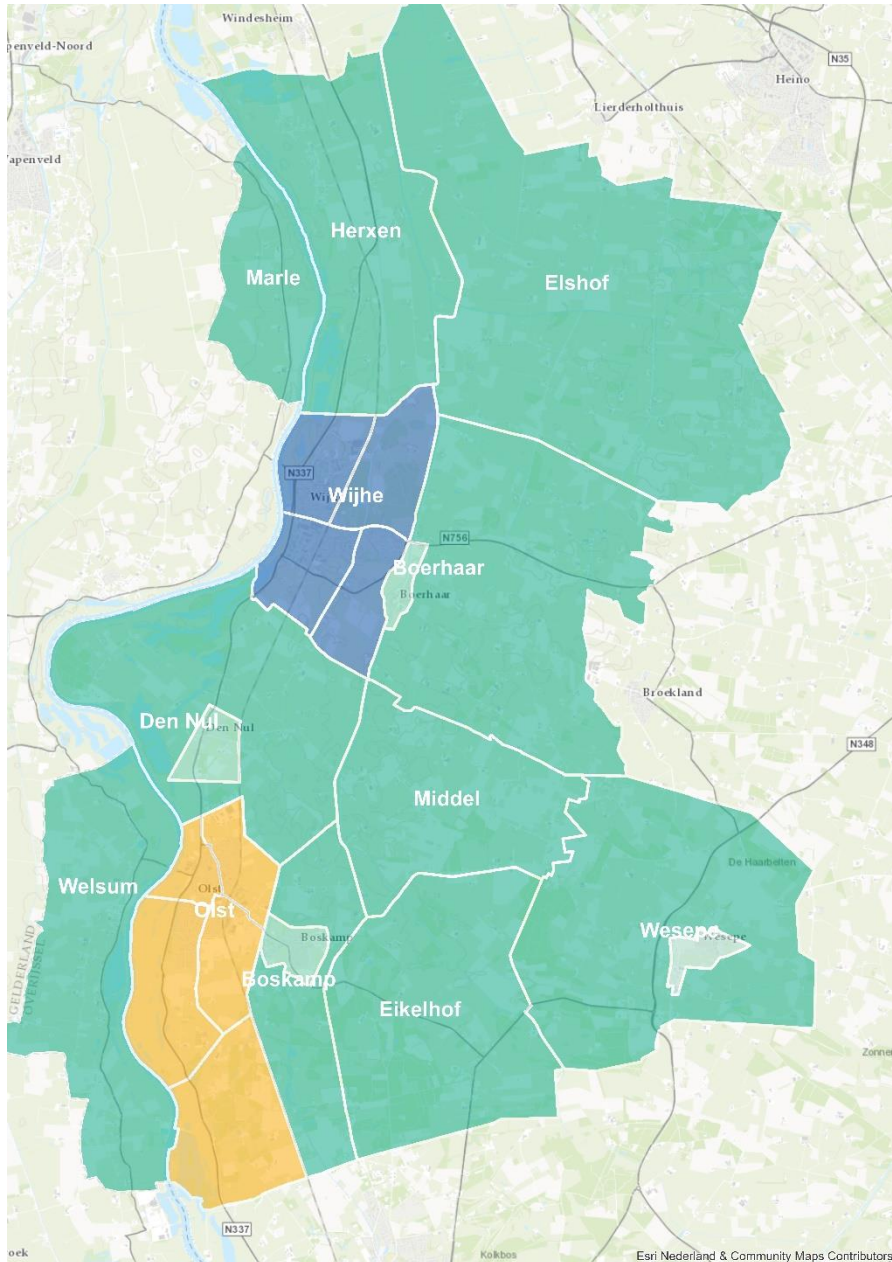 Windesheim
penveld-Noord
N35
Heino
Lierderholthuis
apenveld
Herxen
Marle
Elshof
N337
Wijhe
N756
Boerhaar
Boerhaar
Broekland
Den Nul
Den Nul
N348
Middel
De Haarbelten
Welsum
Olst
Olst
Wesepe
Wesepe
Boskamp
Boskamp
GELDERLAND
OVERIJSSEL
Eikelhof
Zonne
N337
oek
Kolkbos
Esri Nederland & Community Maps Contributors